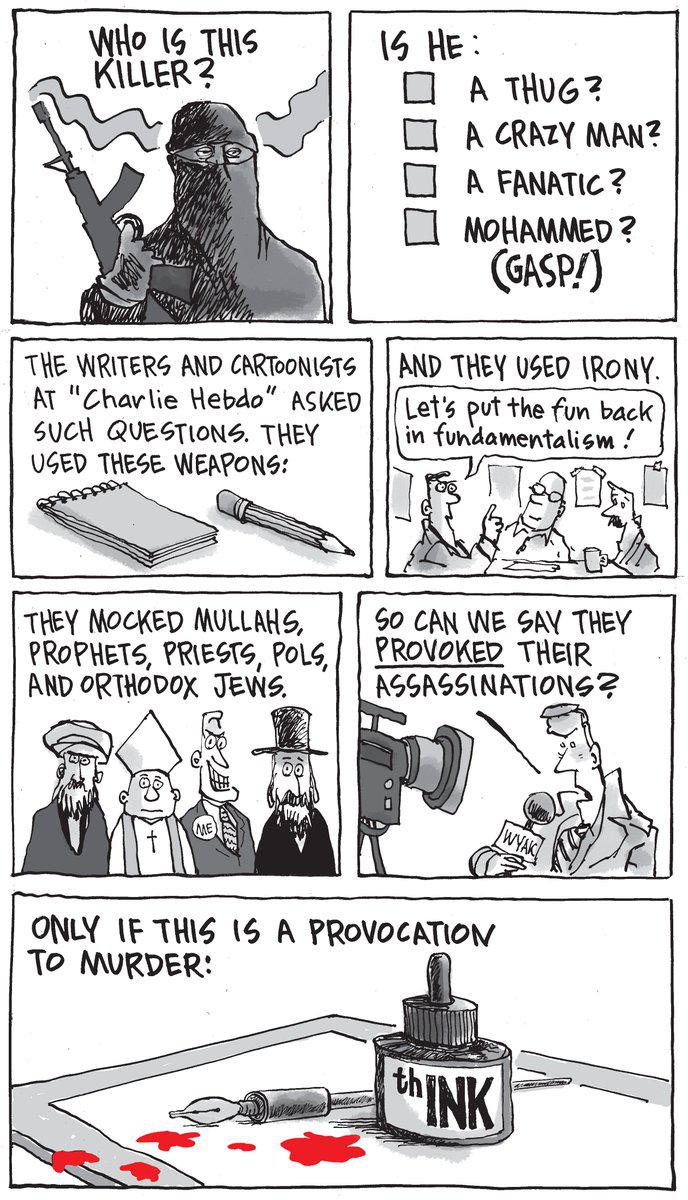 WHO IS THIS
KILLER?
IS HE:
A THUG?
A CRAZY MAN?
A FANATIC?
MOHAMMED?
(GASP!)
THE WRITERS AND CARTOONISTS
AT "Charlie Hebdo" ASKED
SUCH QUESTIONS. THEY
USED THESE WEAPONS:
AND THEY USED IRONY.
Let's put the fun back
in fundamentalism!
THEY MOCKED MULLAHS,
PROPHETS, PRIESTS, POLS,
AND ORTHODOX JEWS.
ME
SO CAN WE SAY THEY
PROVOKED THEIR
ASSASSINATIONS?
WYAK
ONLY IF THIS IS A PROVOCATION
TO MURDER:
thINK